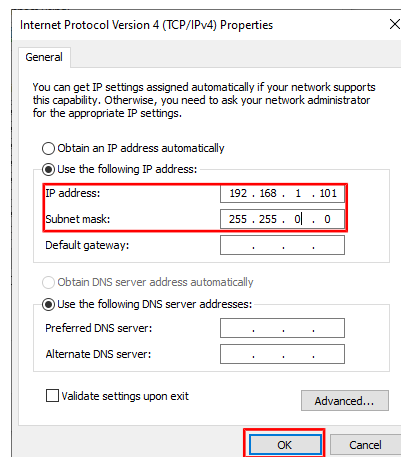 Internet Protocol Version 4 (TCP/IPv4) Properties
General
You can get IP settings assigned automatically if your network supports
this capability. Otherwise, you need to ask your network administrator
for the appropriate IP settings.
Obtain an IP address automatically
Use the following IP address:
IP address: 192 . 168 . 1 . 101
Subnet mask: 255 . 255 . 0 . 0
Default gateway: . . .
Obtain DNS server address automatically
Use the following DNS server addresses:
Preferred DNS server: . . .
Alternate DNS server: . . .
Validate settings upon exit
Advanced...
OK Cancel